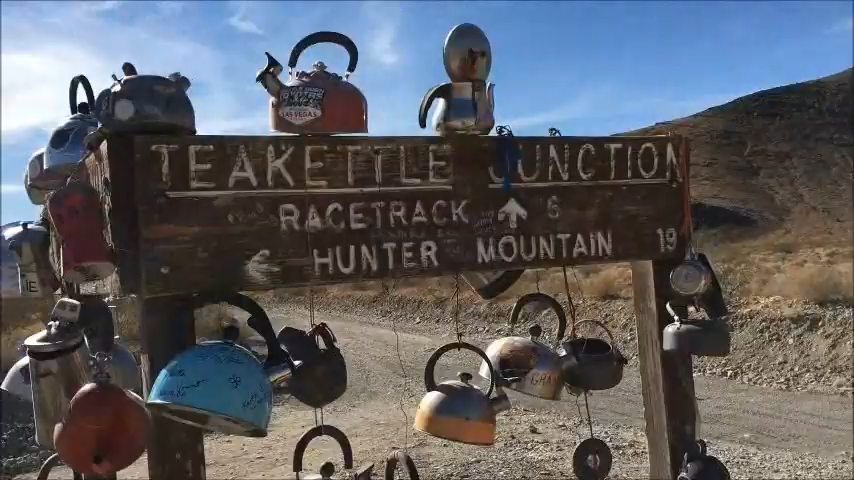 TEAKETTLE JUNCTION
RACETRACK ↑ 6
HUNTER MOUNTAIN 19
LAS VEGAS